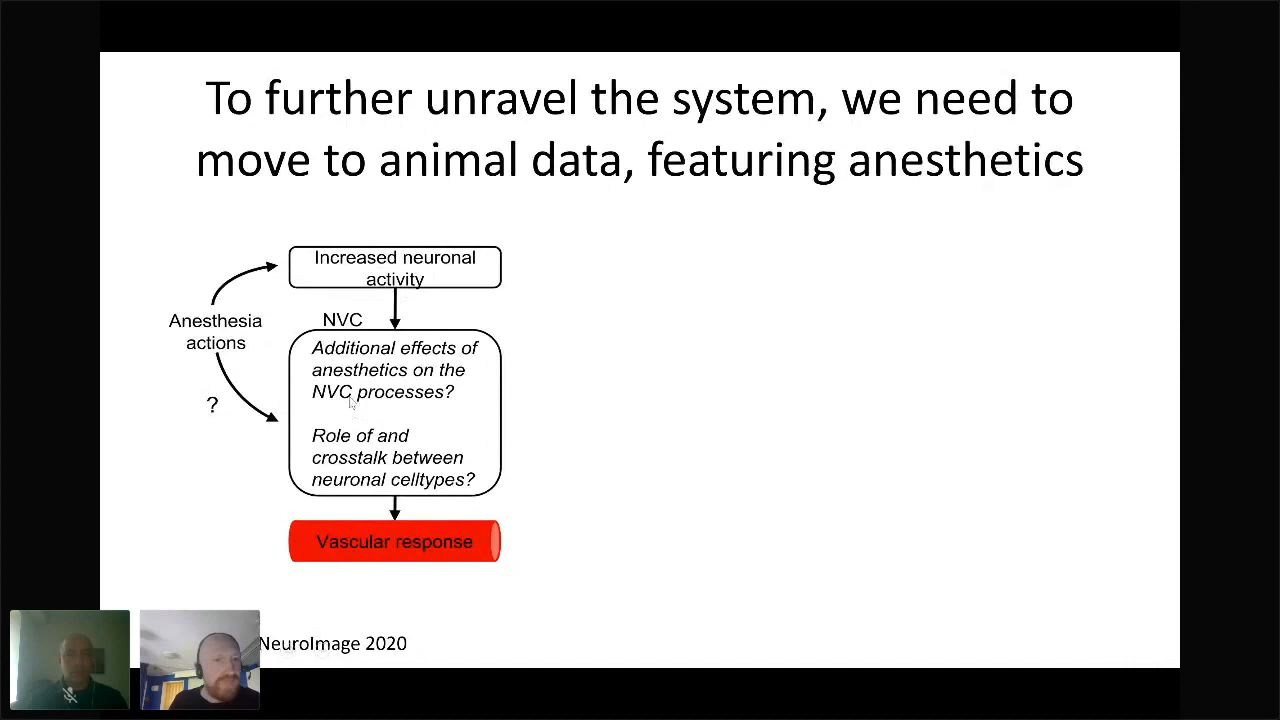 To further unravel the system, we need to
move to animal data, featuring anesthetics
Increased neuronal
activity
Anesthesia
actions
?
NVC
Additional effects of
anesthetics on the
NVC processes?
Role of and
crosstalk between
neuronal celltypes?
Vascular response
NeuroImage 2020